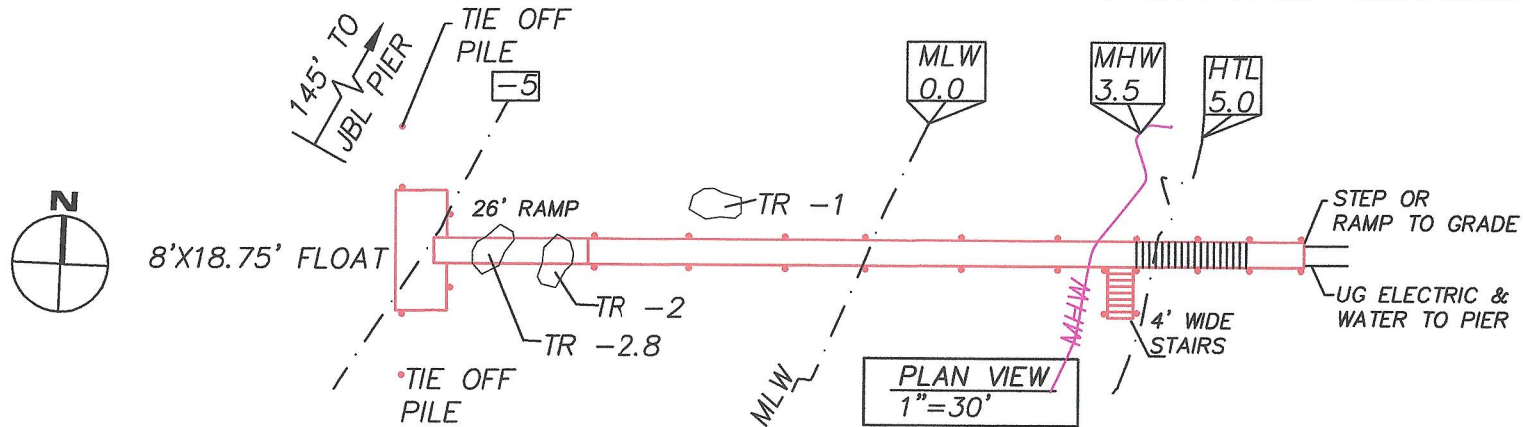 TIE OFF
PILE
145' TO
JBL PIER
-5
MLW
0.0
MHW
3.5
HTL
5.0
N
26' RAMP
TR -1
STEP OR
RAMP TO GRADE
8'X18.75' FLOAT
TR -2
TR -2.8
UG ELECTRIC &
WATER TO PIER
MHW
4' WIDE
STAIRS
TIE OFF
PILE
MLW
PLAN VIEW
1"=30'